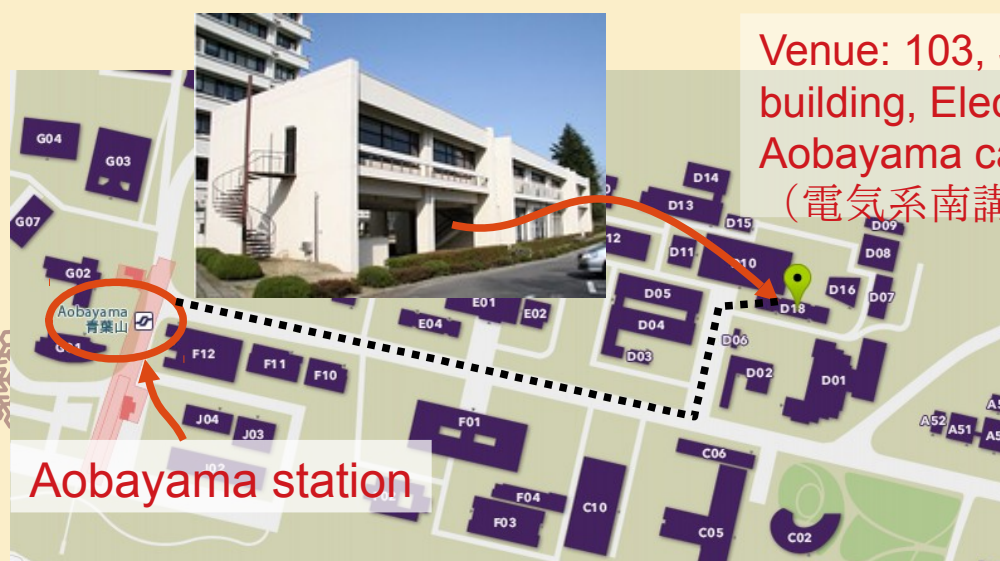 Venue: 103,
building,
Aobayama
（電気系南講
G04
G03
G07
G02
Aobayama
青葉山
G01
F12
F11
F10
J04
J03
J02
Aobayama station
E01
E02
E04
F01
F04
F03
C10
C06
C05
C02
D14
D13
D15
D11
D10
D09
D08
D07
D16
D18
D05
D04
D03
D06
D02
D01
A52
A51